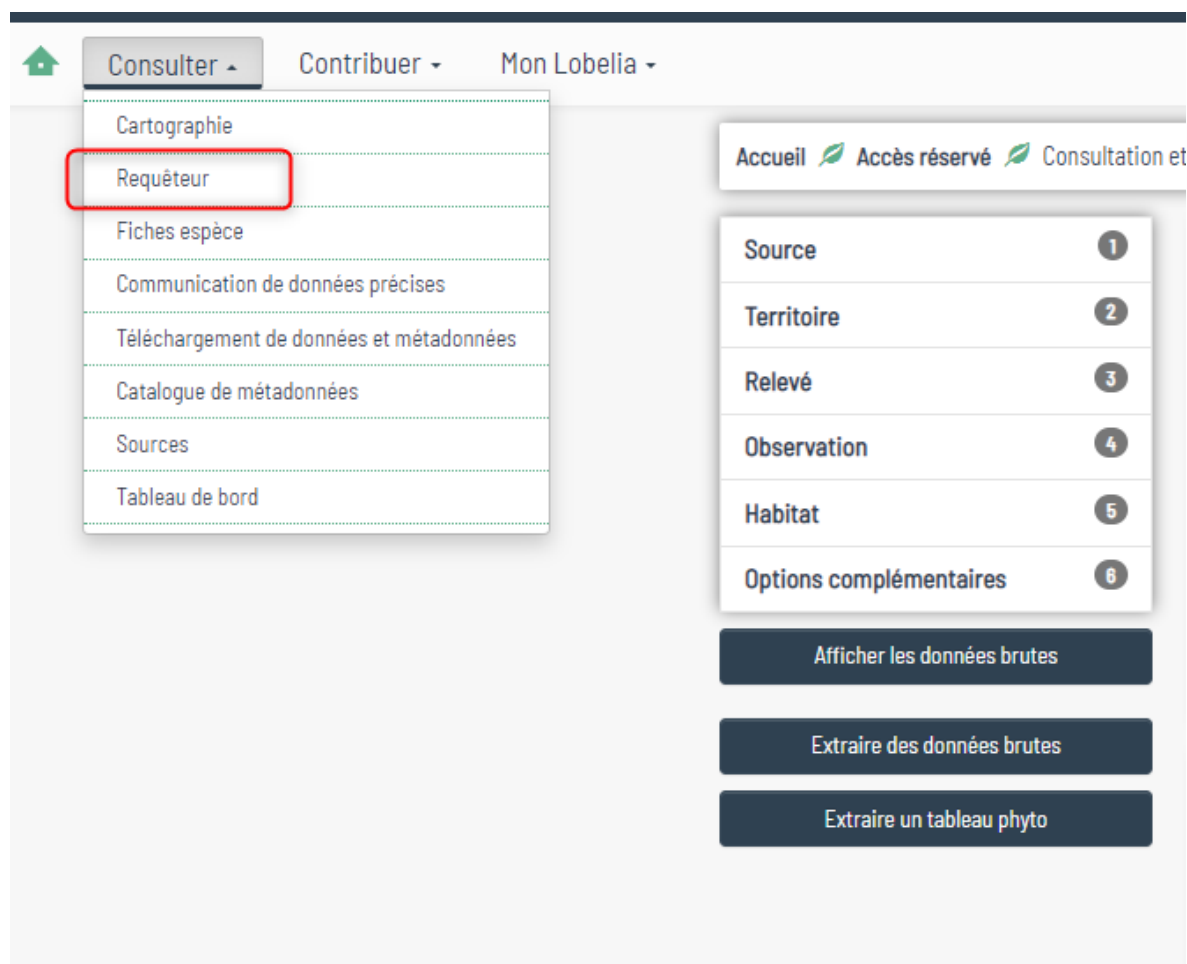 Consulter
Contribuer
Mon Lobelia
Cartographie
Requêteur
Fiches espèce
Communication de données précises
Téléchargement de données et métadonnées
Catalogue de métadonnées
Sources
Tableau de bord
Accueil Accès réservé Consultation et
Source 1
Territoire 2
Relevé 3
Observation 4
Habitat 5
Options complémentaires 6
Afficher les données brutes
Extraire des données brutes
Extraire un tableau phyto